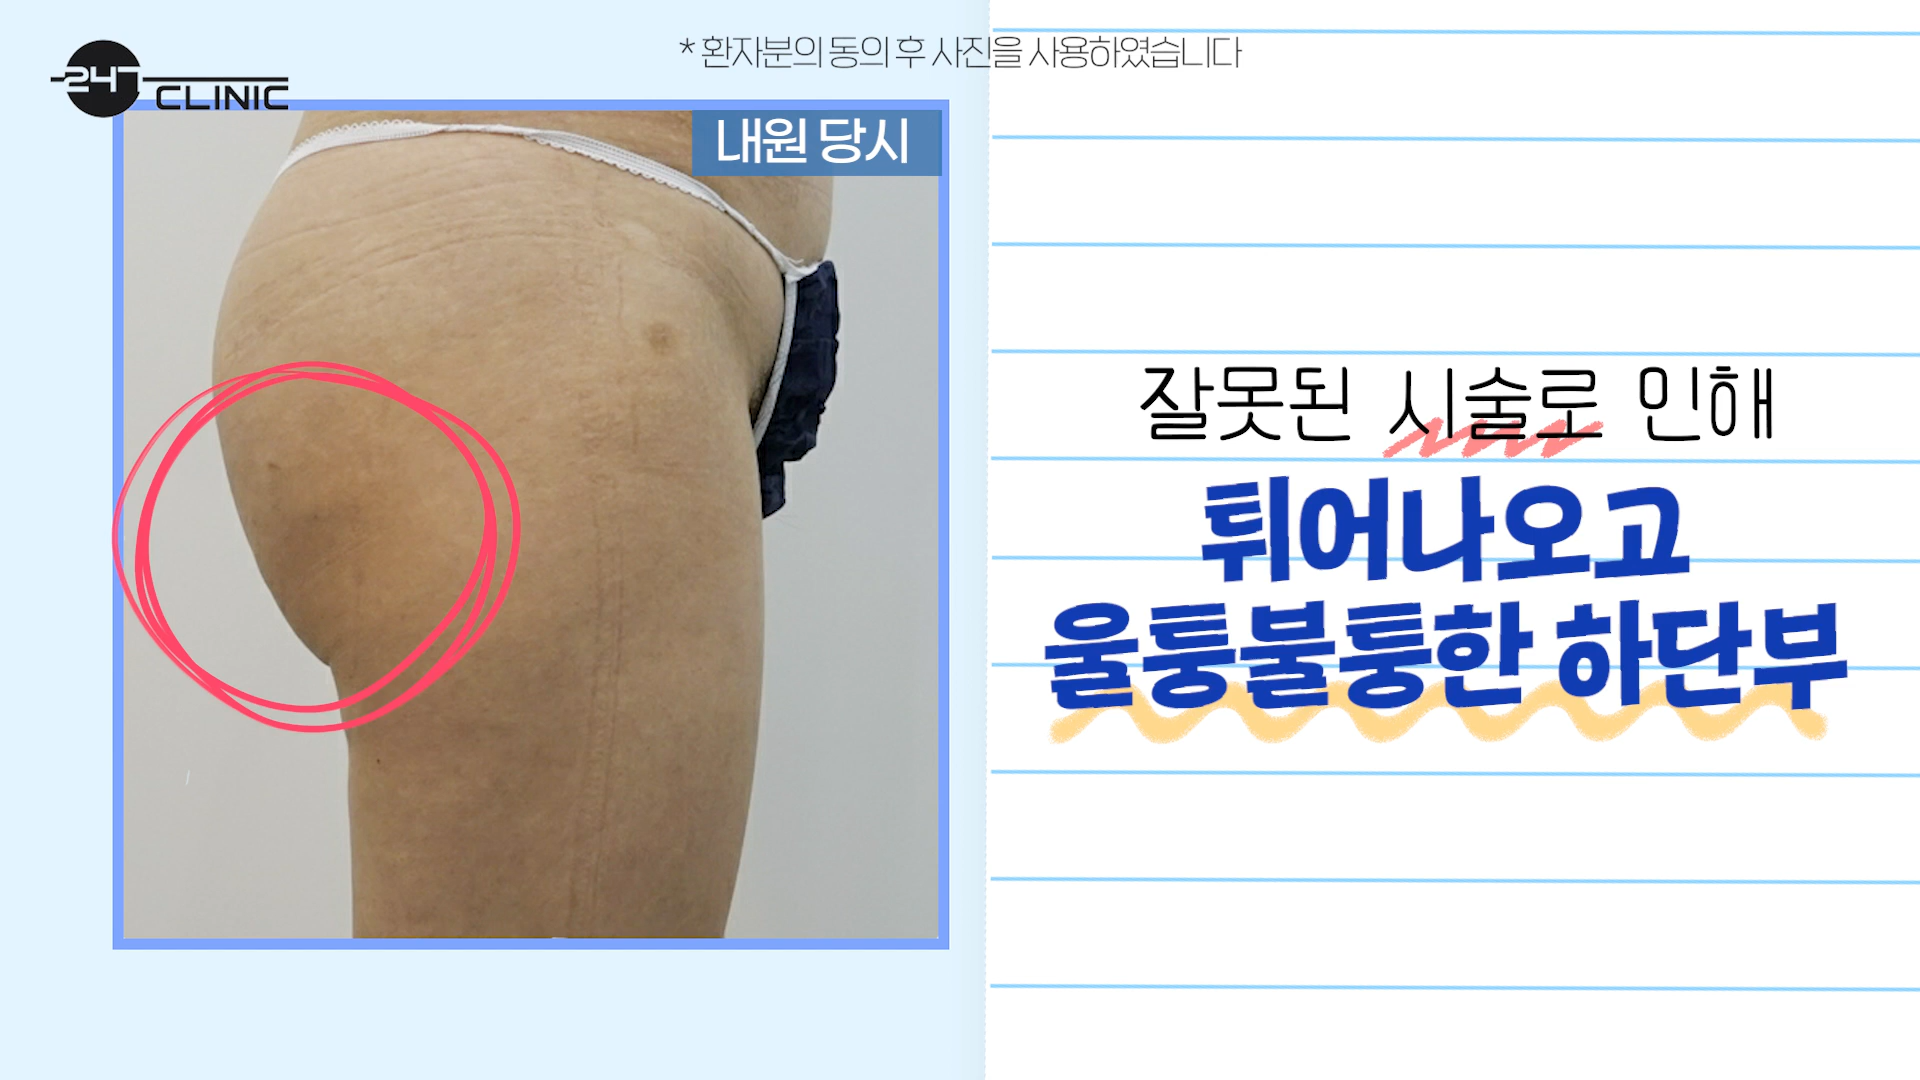 * 환자분의 동의 후 사진을 사용하였습니다
247
CLINIC
내원 당시
잘못된 시술로 인해
튀어나오고
울퉁불퉁한 하단부